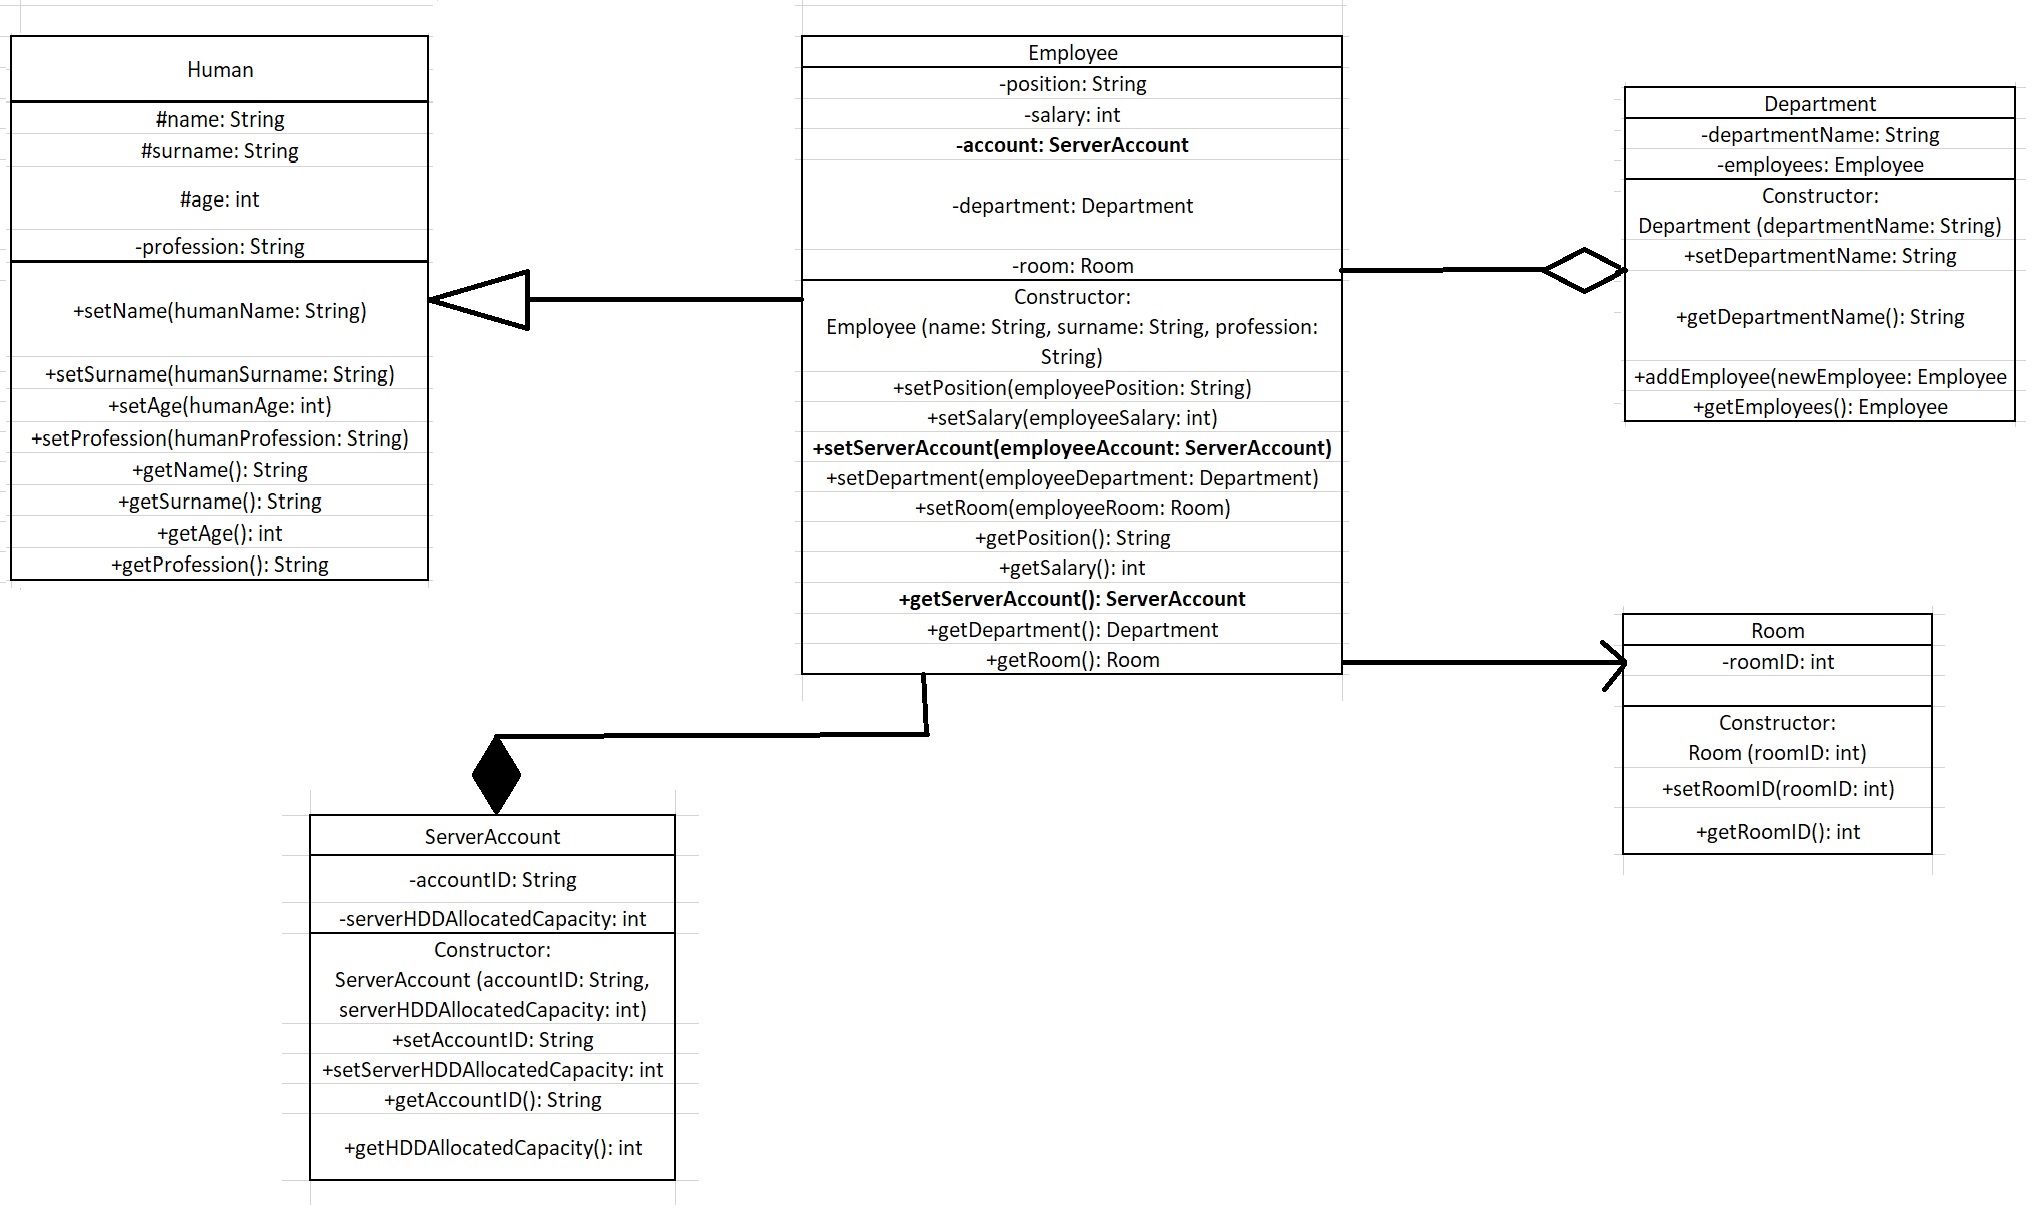 Human
#name: String
#surname: String
#age: int
-profession: String
+setName(humanName: String)
+setSurname(humanSurname: String)
+setAge(humanAge: int)
+setProfession(humanProfession: String)
+getName(): String
+getSurname(): String
+getAge(): int
+getProfession(): String
Employee
-position: String
-salary: int
-account: ServerAccount
-department: Department
-room: Room
Constructor:
Employee (name: String, surname: String, profession:
String)
+setPosition(employeePosition: String)
+setSalary(employeeSalary: int)
+setServerAccount(employeeAccount: ServerAccount)
+setDepartment(employeeDepartment: Department)
+setRoom(employeeRoom: Room)
+getPosition(): String
+getSalary(): int
+getServerAccount(): ServerAccount
+getDepartment(): Department
+getRoom(): Room
Department
-departmentName: String
-employees: Employee
Constructor:
Department (departmentName: String)
+setDepartmentName: String
+getDepartmentName(): String
+addEmployee(newEmployee: Employee
+getEmployees(): Employee
Room
-roomID: int
Constructor:
Room (roomID: int)
+setRoomID(roomID: int)
+getRoomID(): int
ServerAccount
-accountID: String
-serverHDDAllocatedCapacity: int
Constructor:
ServerAccount (accountID: String,
serverHDDAllocatedCapacity: int)
+setAccountID: String
+setServerHDDAllocatedCapacity: int
+getAccountID(): String
+getHDDAllocatedCapacity(): int